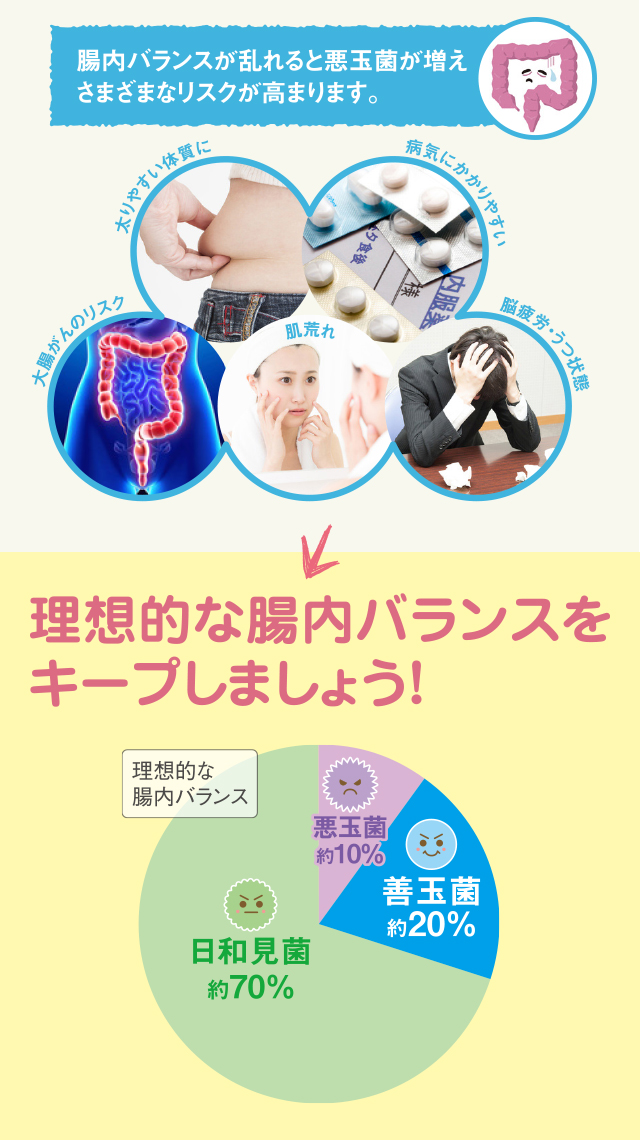 腸内バランスが乱れると悪玉菌が増え
さまざまなリスクが高まります。
太りやすい体質に
病気にかかりやすい
大腸がんのリスク
肌荒れ
脳疲労・うつ状態
食後
内服薬
様
理想的な腸内バランスを
キープしましょう!
理想的な
腸内バランス
悪玉菌
約10%
善玉菌
約20%
日和見菌
約70%